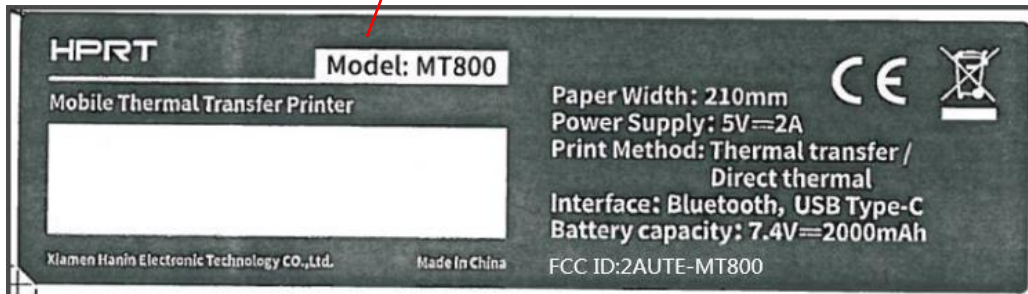 HPRT
Model: MT800
Mobile Thermal Transfer Printer
Xiamen Hanin Electronic Technology CO.,Ltd.
Made In China
CE
Paper Width: 210mm
Power Supply: 5V⎓2A
Print Method: Thermal transfer /
Direct thermal
Interface: Bluetooth, USB Type-C
Battery capacity: 7.4V⎓2000mAh
FCC ID:2AUTE-MT800